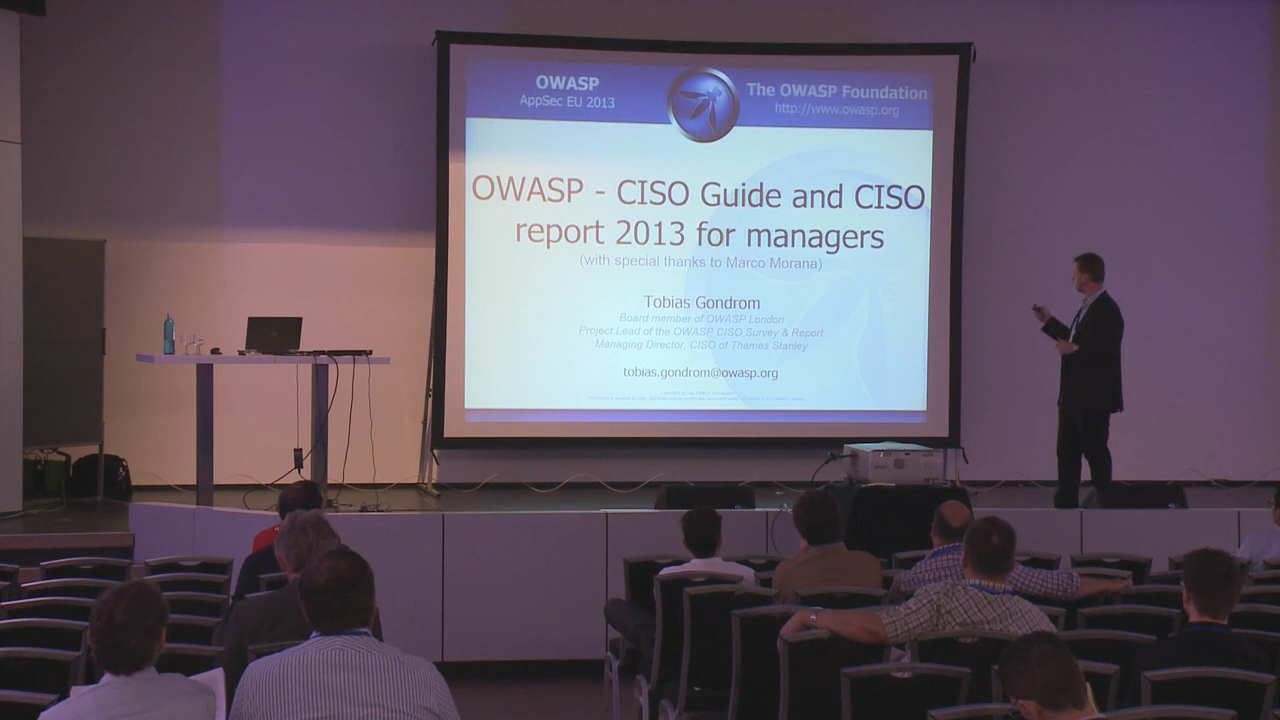 OWASP
AppSec EU 2013
The OWASP Foundation
http://www.owasp.org
OWASP - CISO Guide and CISO
report 2013 for managers
(with special thanks to Marco Morana)
Tobias Gondrom
Board member of OWASP London
Project Lead of the OWASP CISO Survey & Report
Managing Director, CISO of Thames Stanley
tobias.gondrom@owasp.org